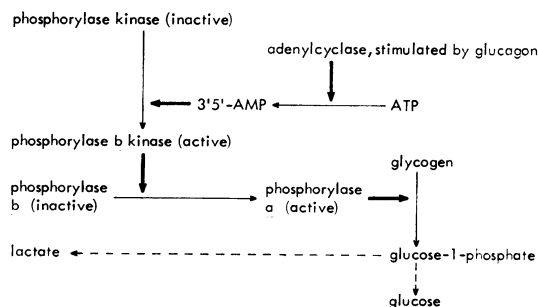 phosphorylase kinase (inactive)
adenylcyclase, stimulated by glucagon
3'5'-AMP
ATP
phosphorylase b kinase (active)
glycogen
phosphorylase
b (inactive)
phosphorylase
a (active)
lactate
glucose-1-phosphate
glucose